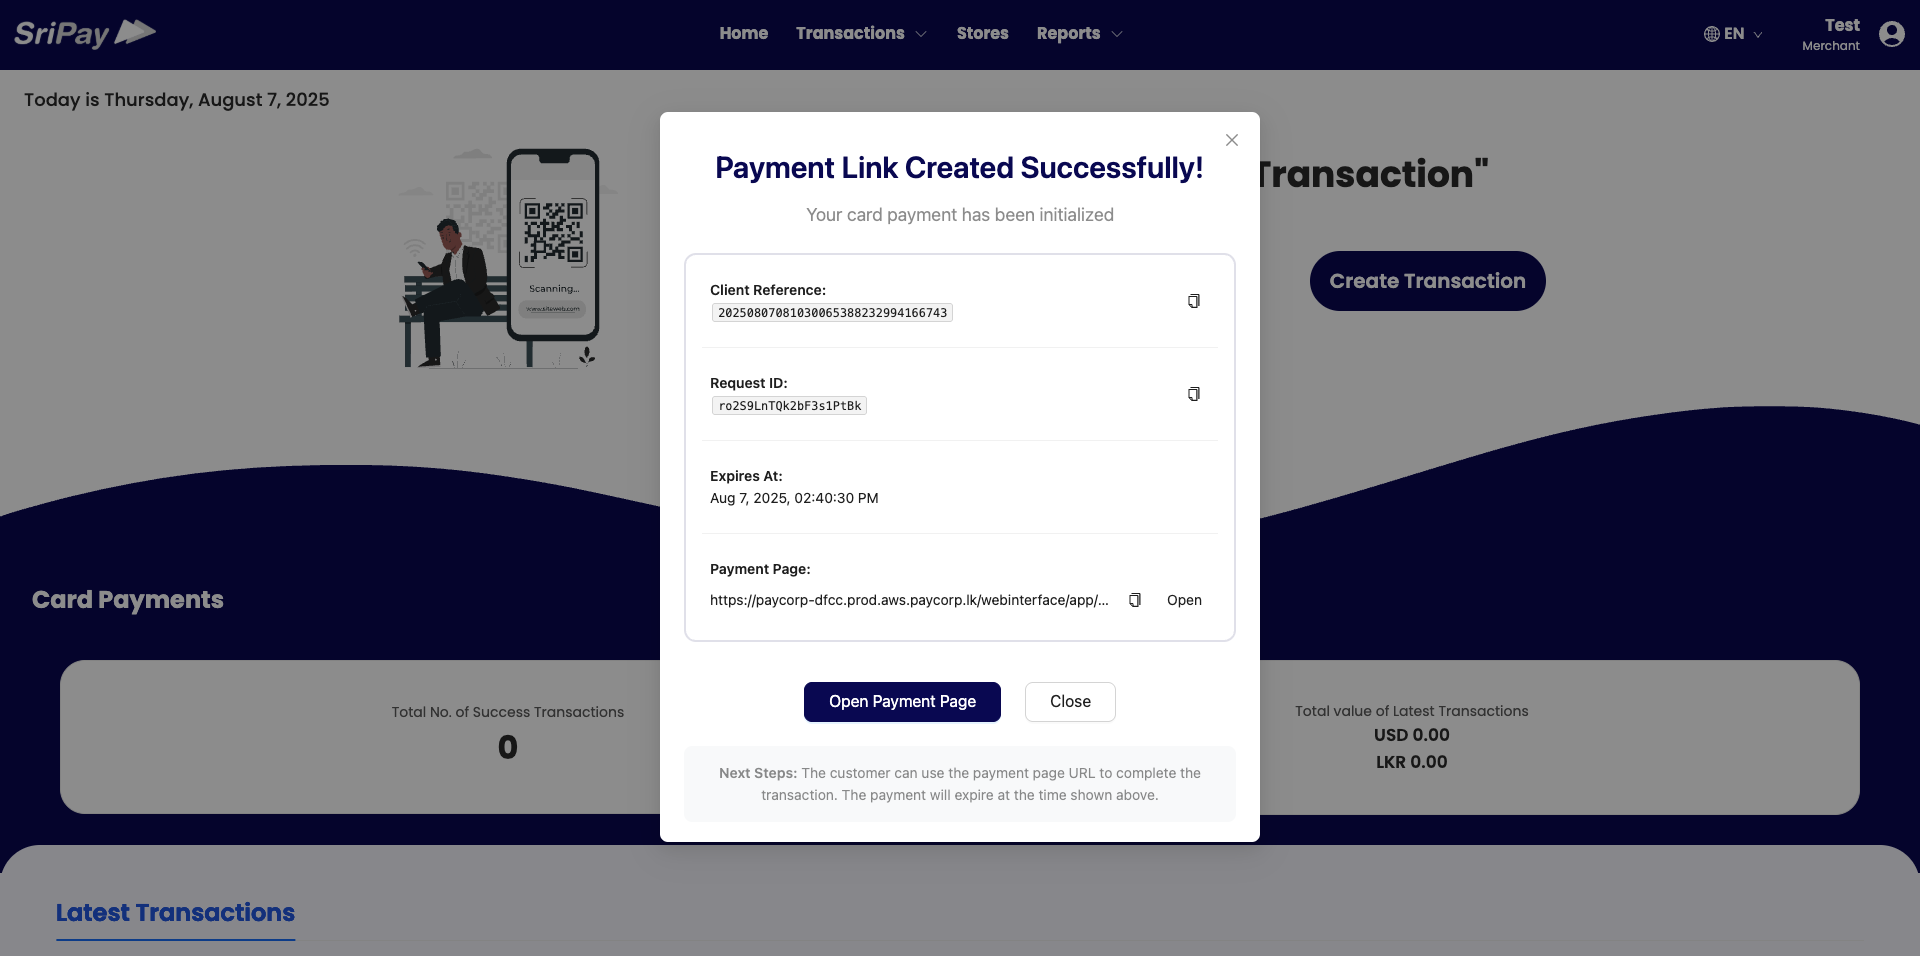 SriPay
Home
Transactions
Stores
Reports
EN
Test
Merchant
Today is Thursday, August 7, 2025
Transaction"
Scanning...
www.siteweb.com
Create Transaction
Payment Link Created Successfully!
Your card payment has been initialized
Client Reference:
20250807081030065388232994166743
Request ID:
ro2S9LnTQk2bF3s1PtBk
Expires At:
Aug 7, 2025, 02:40:30 PM
Payment Page:
https://paycorp-dfcc.prod.aws.paycorp.lk/webinterface/app/...
Open
Open Payment Page
Close
Next Steps: The customer can use the payment page URL to complete the
transaction. The payment will expire at the time shown above.
Card Payments
Total No. of Success Transactions
0
Total value of Latest Transactions
USD 0.00
LKR 0.00
Latest Transactions